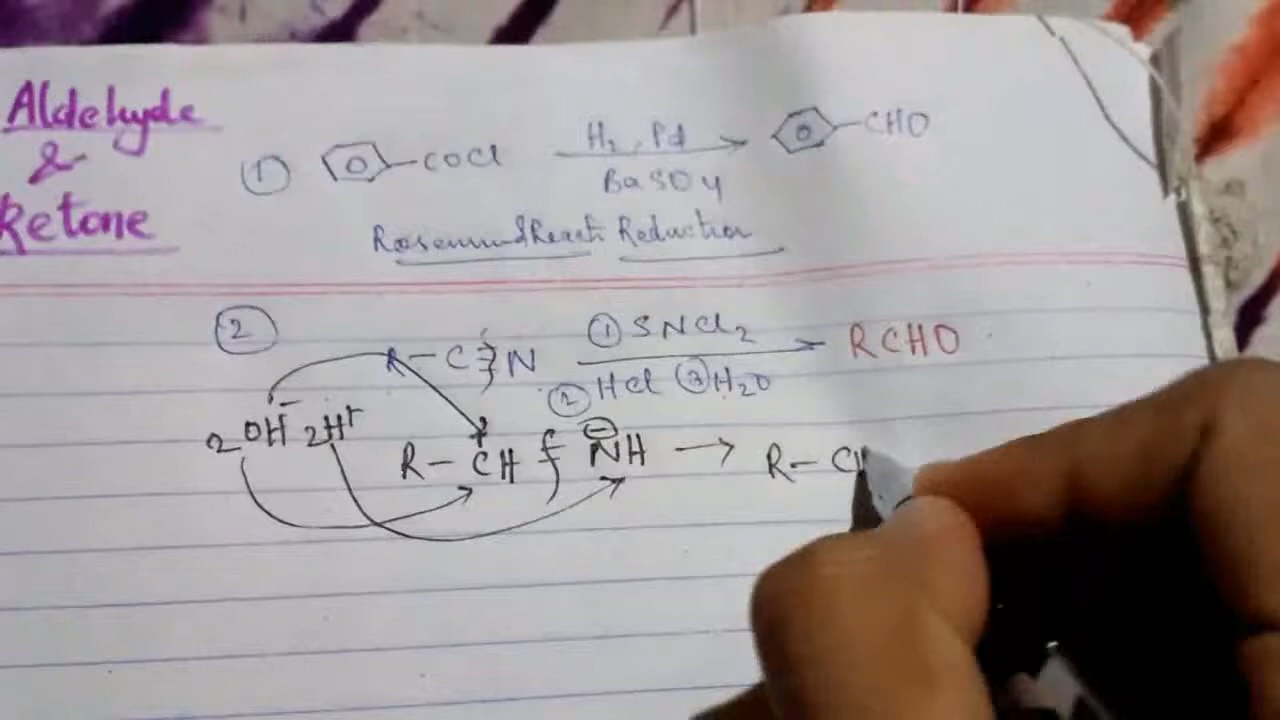 Aldehyde
&
Ketone
① -COCl H₂, Pd → -CHO
BaSO4
Rosenmund Reduction
②
R-C≡N ① SNCl₂ → RCHO
② HCl ③ H₂O
2OH⁻ 2H⁺
R-CH NH → R-CH